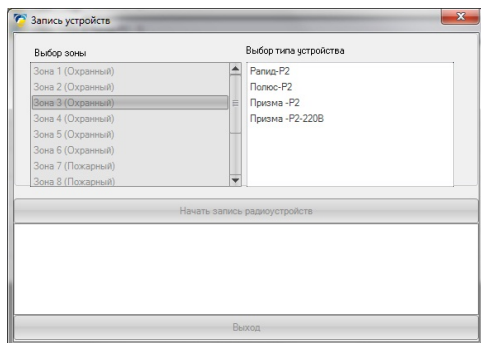 Запись устройств
Выбор зоны
Зона 1 (Охранный)
Зона 2 (Охранный)
Зона 3 (Охранный)
Зона 4 (Охранный)
Зона 5 (Охранный)
Зона 6 (Охранный)
Зона 7 (Пожарный)
Зона 8 (Пожарный)
Выбор типа устройства
Рапид-Р2
Полюс-Р2
Призма -Р2
Призма -Р2-220В
Начать запись радиоустройств
Выход